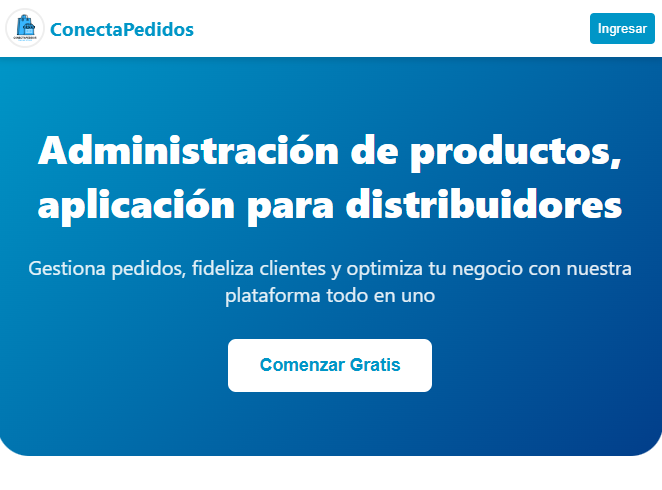 ConectaPedidos
Ingresar
Administración de productos,
aplicación para distribuidores
Gestiona pedidos, fideliza clientes y optimiza tu negocio con nuestra
plataforma todo en uno
Comenzar Gratis